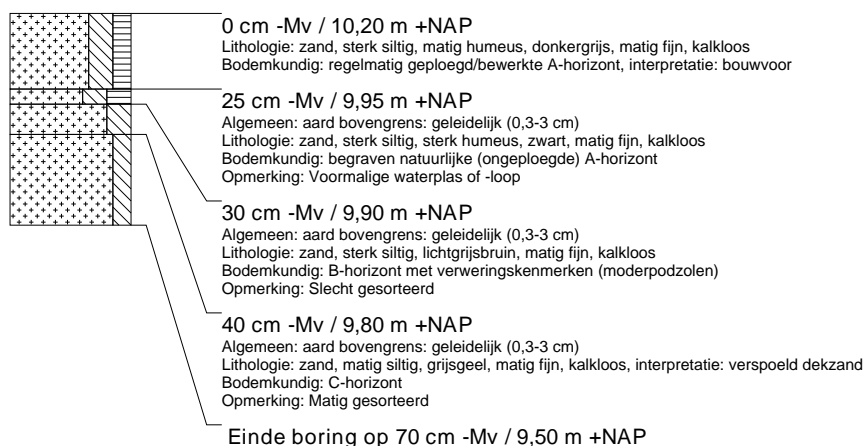 0 cm -Mv / 10,20 m +NAP
Lithologie: zand, sterk siltig, matig humeus, donkergrijs, matig fijn, kalkloos
Bodemkundig: regelmatig geploegd/bewerkte A-horizont, interpretatie: bouwvoor
25 cm -Mv / 9,95 m +NAP
Algemeen: aard bovengrens: geleidelijk (0,3-3 cm)
Lithologie: zand, sterk siltig, sterk humeus, zwart, matig fijn, kalkloos
Bodemkundig: begraven natuurlijke (ongeploegde) A-horizont
Opmerking: Voormalige waterplas of -loop
30 cm -Mv / 9,90 m +NAP
Algemeen: aard bovengrens: geleidelijk (0,3-3 cm)
Lithologie: zand, sterk siltig, lichtgrijsbruin, matig fijn, kalkloos
Bodemkundig: B-horizont met verweringskenmerken (moderpodzolen)
Opmerking: Slecht gesorteerd
40 cm -Mv / 9,80 m +NAP
Algemeen: aard bovengrens: geleidelijk (0,3-3 cm)
Lithologie: zand, matig siltig, grijsgeel, matig fijn, kalkloos, interpretatie: verspoeld dekzand
Bodemkundig: C-horizont
Opmerking: Matig gesorteerd
Einde boring op 70 cm -Mv / 9,50 m +NAP